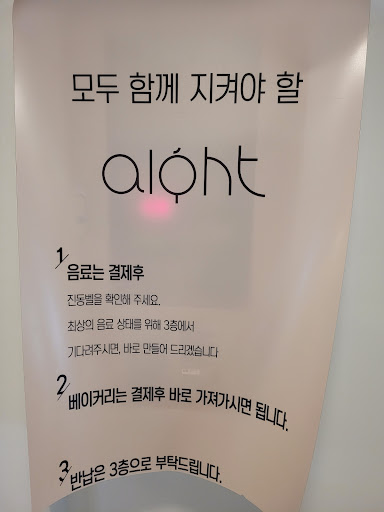 모두 함께 지켜야 할
alght
1
음료는 결제후
진동벨을 확인해 주세요.
최상의 음료 상태를 위해 3층에서
기다려주시면, 바로 만들어 드리겠습니다
2
베이커리는 결제후 바로 가져가시면 됩니다.
3
반납은 3층으로 부탁드립니다.